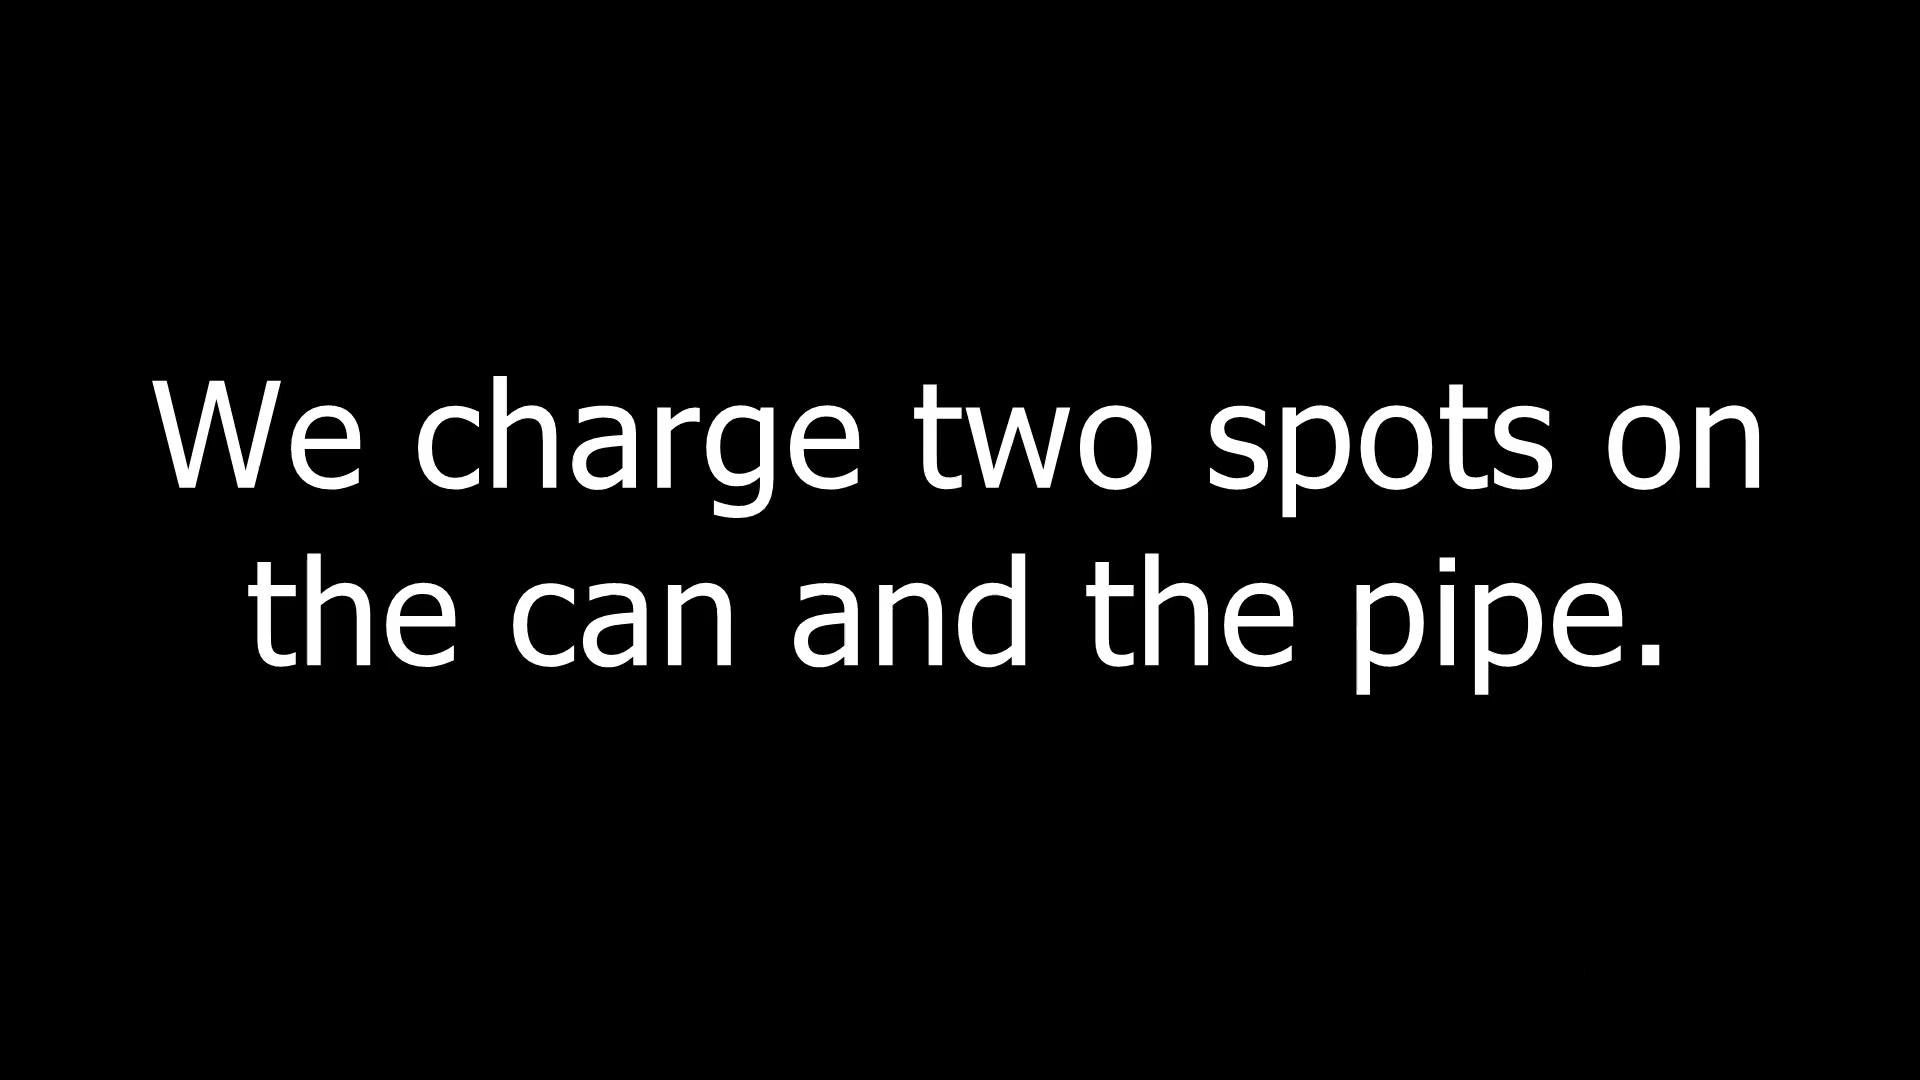 We charge two spots on
the can and the pipe.